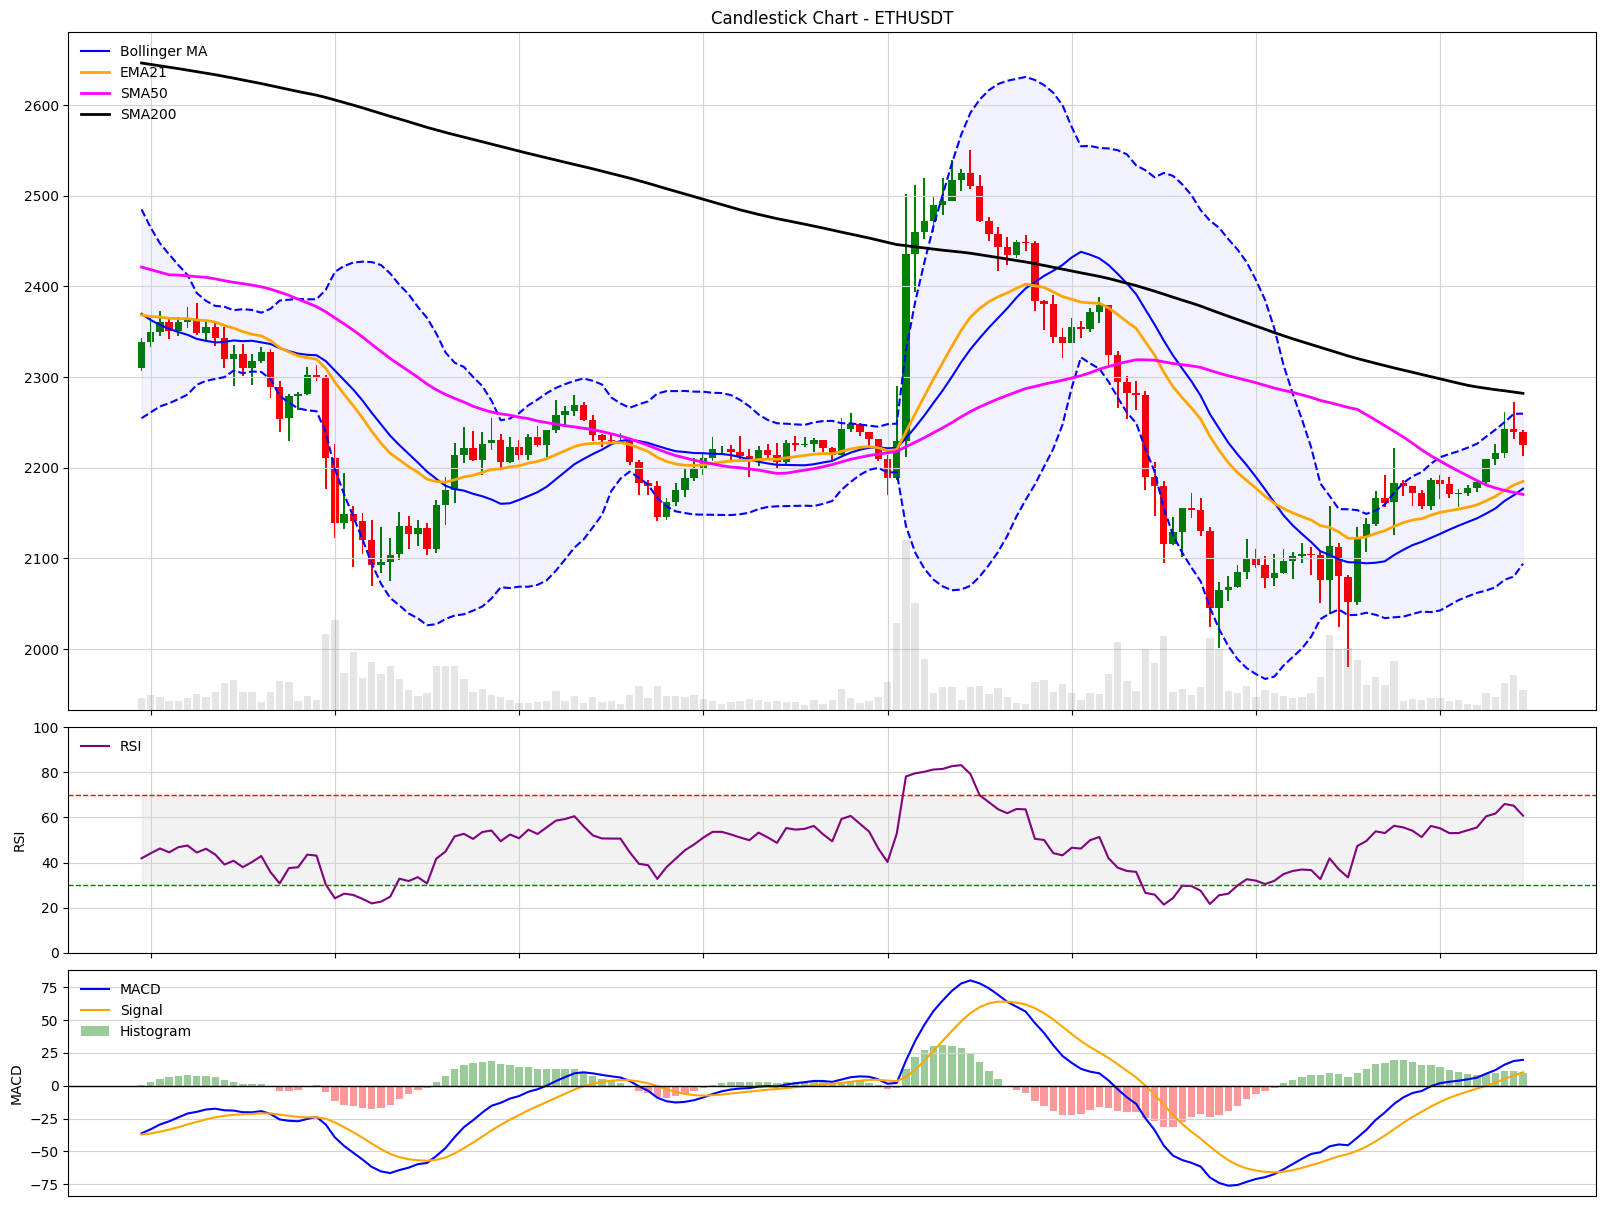 Candlestick Chart - ETHUSDT
Bollinger MA
EMA21
SMA50
SMA200
2600
2500
2400
2300
2200
2100
2000
RSI
100
80
60
40
20
0
RSI
MACD
Signal
Histogram
75
50
25
0
−25
−50
−75
MACD